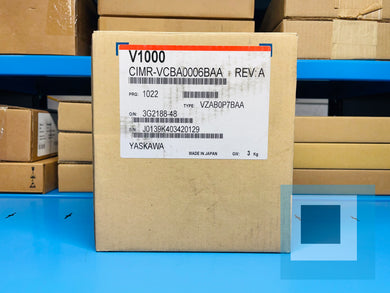 V1000
CIMR-VCBA0006BAA REV:A
PRG: 1022
TYPE: VZAB0P7BAA
O/N: 3G2188-48
S/N: J0139K403420129
YASKAWA
MADE IN JAPAN GW: 3 Kg